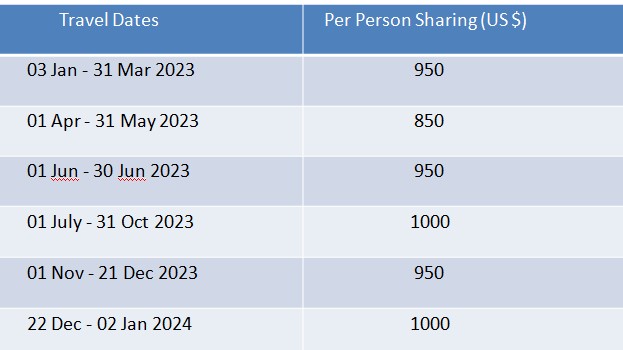 Travel Dates Per Person Sharing (US $)
03 Jan - 31 Mar 2023 950
01 Apr - 31 May 2023 850
01 Jun - 30 Jun 2023 950
01 July - 31 Oct 2023 1000
01 Nov - 21 Dec 2023 950
22 Dec - 02 Jan 2024 1000